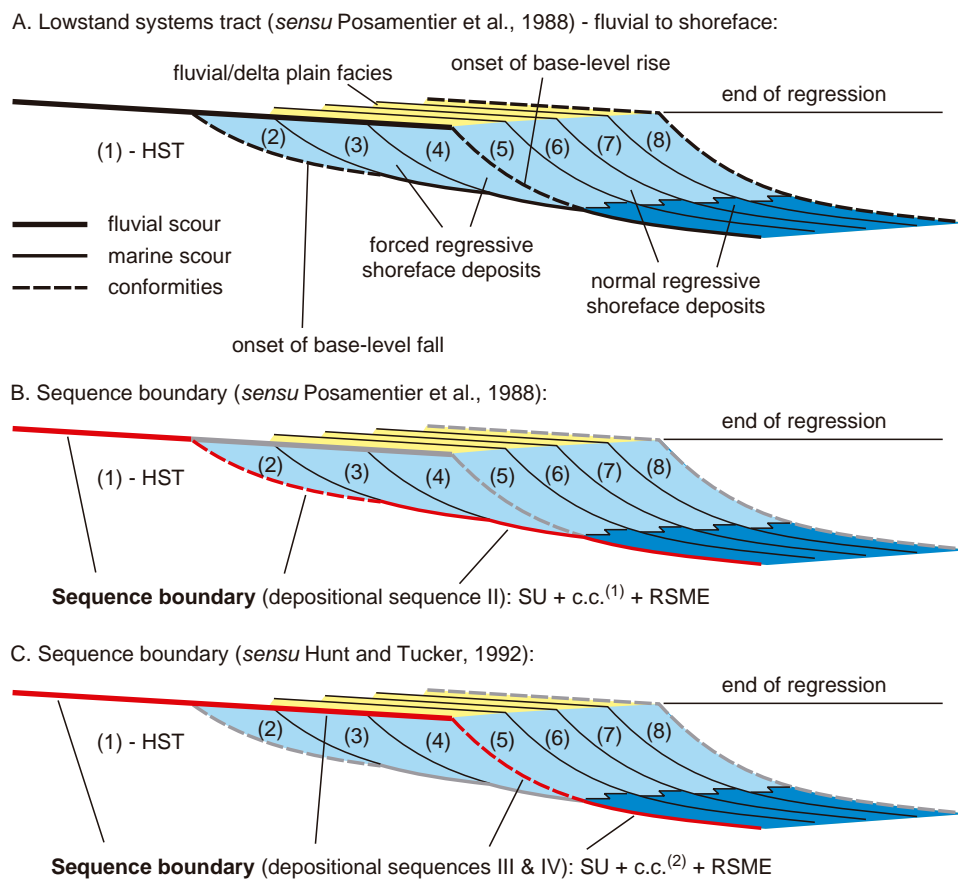 A. Lowstand systems tract (sensu Posamentier et al., 1988) - fluvial to shoreface:
fluvial/delta plain facies
onset of base-level rise
end of regression
(1) - HST
(2)
(3)
(4)
(5)
(6)
(7)
(8)
fluvial scour
marine scour
conformities
forced regressive
shoreface deposits
normal regressive
shoreface deposits
onset of base-level fall
B. Sequence boundary (sensu Posamentier et al., 1988):
end of regression
(1) - HST
(2)
(3)
(4)
(5)
(6)
(7)
(8)
Sequence boundary (depositional sequence II): SU + c.c.(1) + RSME
C. Sequence boundary (sensu Hunt and Tucker, 1992):
end of regression
(1) - HST
(2)
(3)
(4)
(5)
(6)
(7)
(8)
Sequence boundary (depositional sequences III & IV): SU + c.c.(2) + RSME